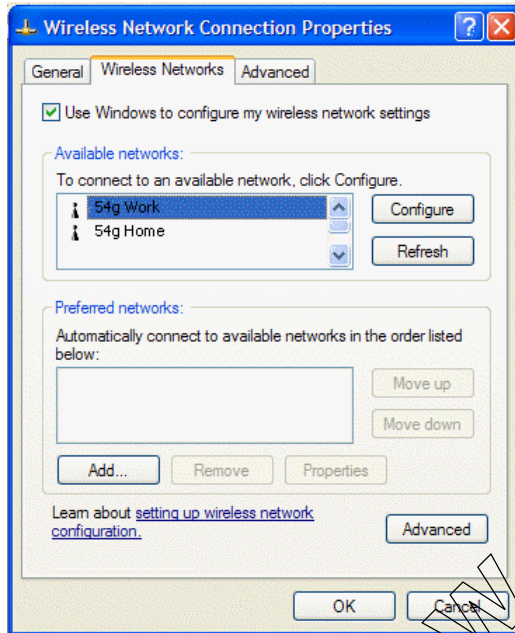 Wireless Network Connection Properties
General Wireless Networks Advanced
Use Windows to configure my wireless network settings
Available networks:
To connect to an available network, click Configure.
54g Work
54g Home
Configure
Refresh
Preferred networks:
Automatically connect to available networks in the order listed
below:
Move up
Move down
Add... Remove Properties
Learn about setting up wireless network
configuration.
Advanced
OK Cancel